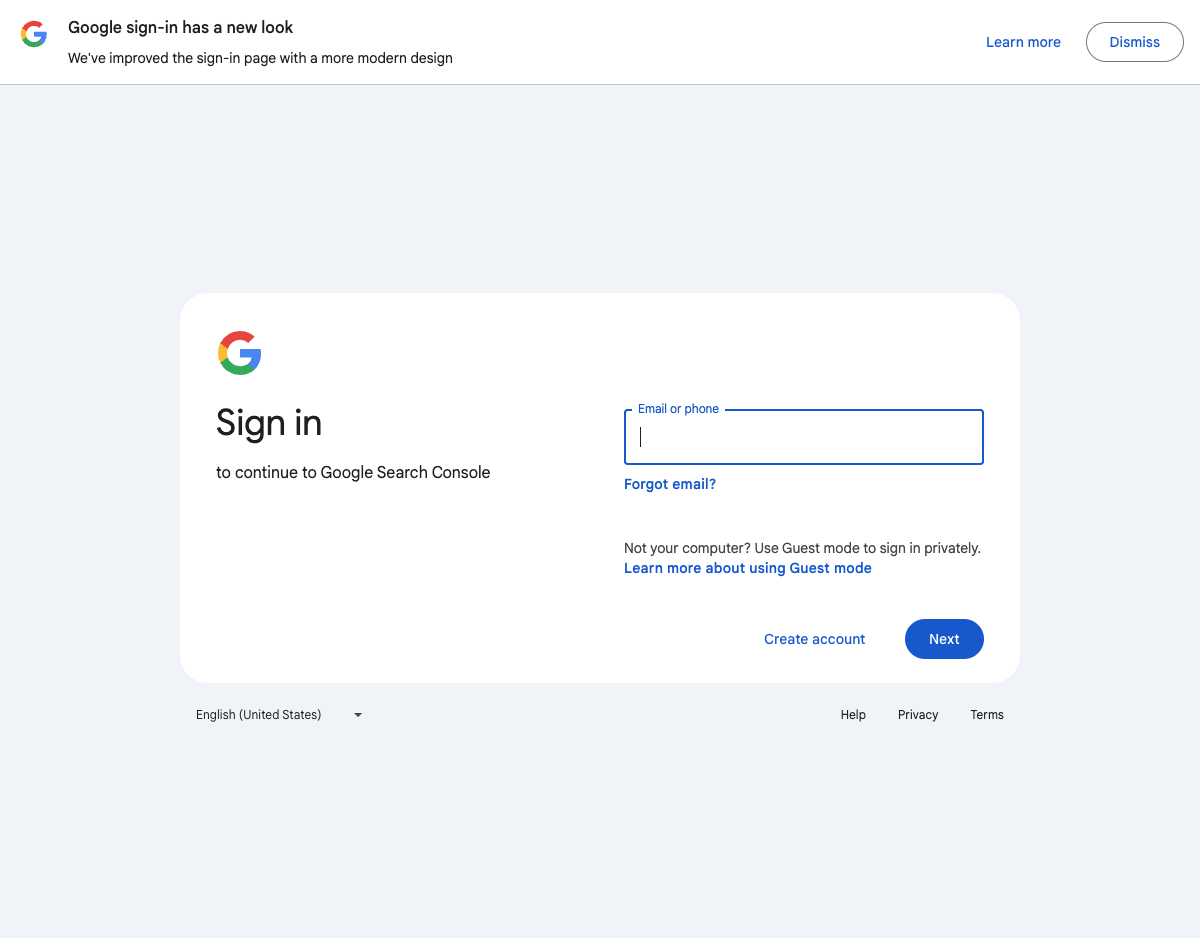 Google sign-in has a new look
We've improved the sign-in page with a more modern design
Learn more
Dismiss
Sign in
to continue to Google Search Console
Email or phone
Forgot email?
Not your computer? Use Guest mode to sign in privately.
Learn more about using Guest mode
Create account
Next
English (United States)
Help
Privacy
Terms